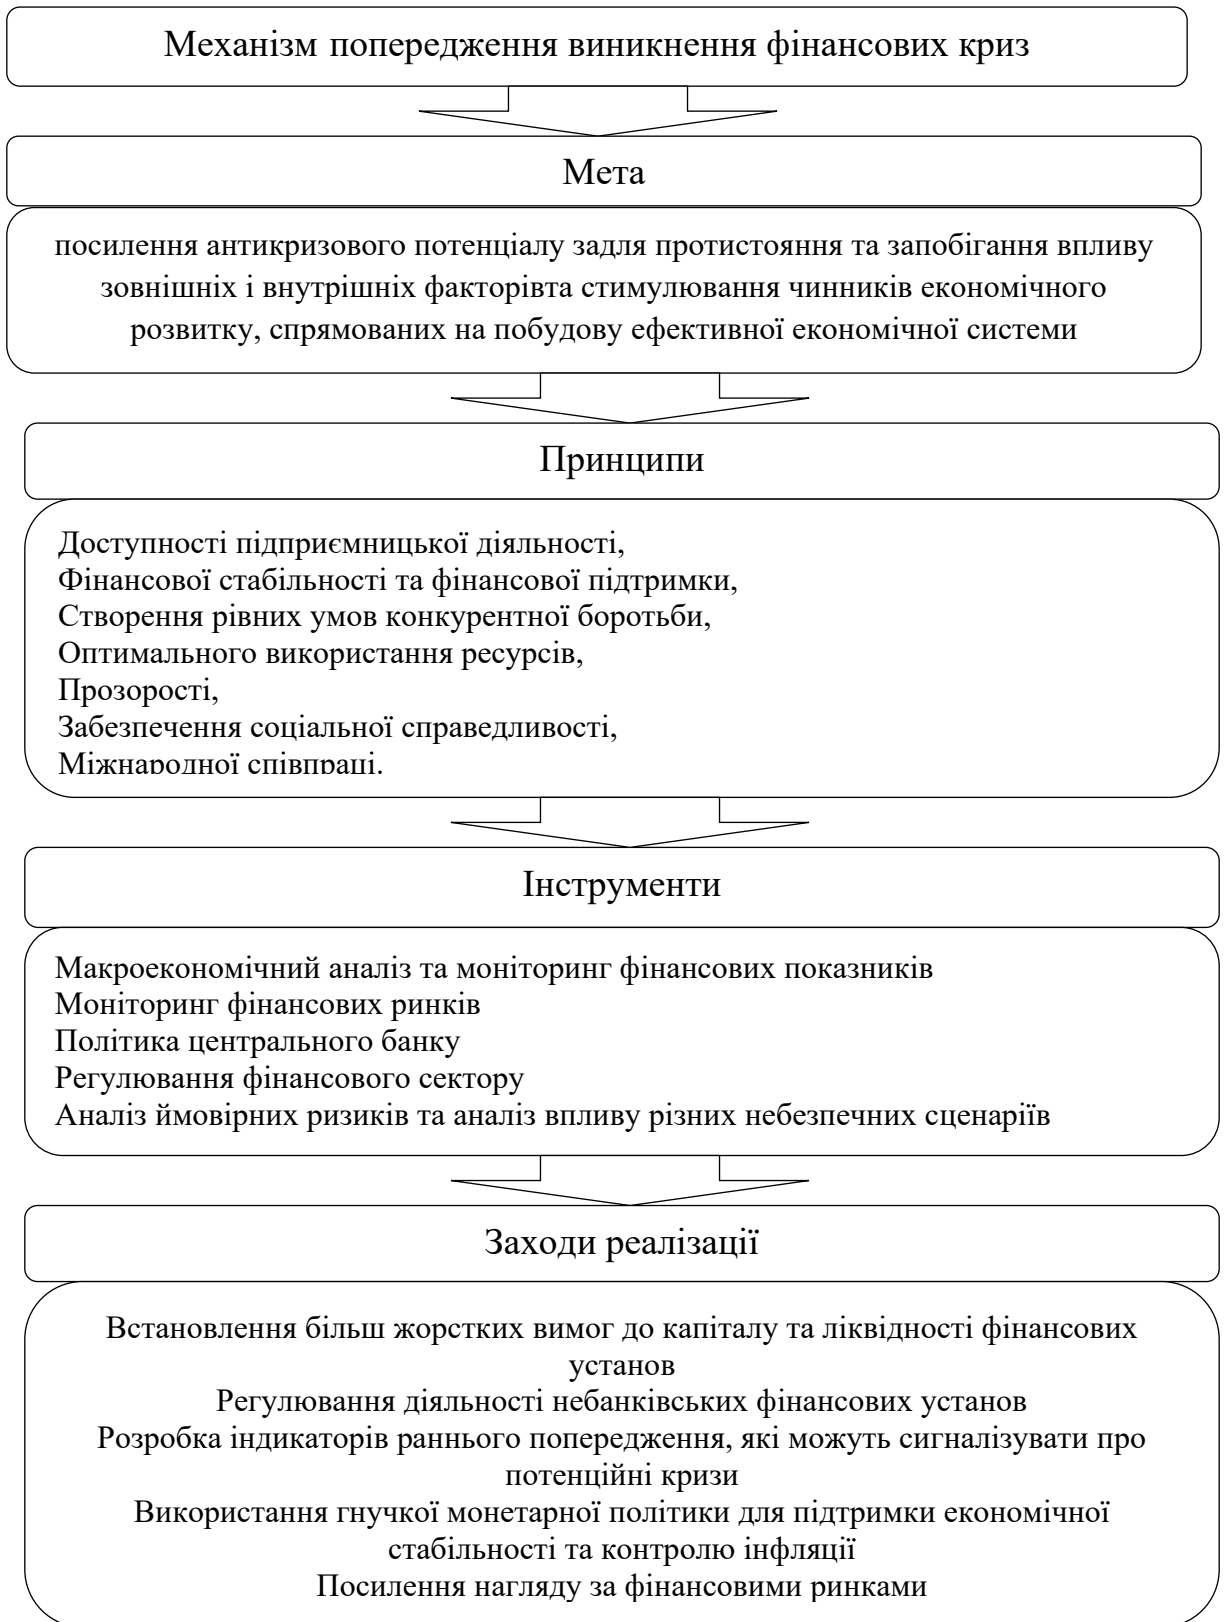 Механізм попередження виникнення фінансових криз
Мета
посилення антикризового потенціалу задля протистояння та запобігання впливу
зовнішніх і внутрішніх факторівта стимулювання чинників економічного
розвитку, спрямованих на побудову ефективної економічної системи
Принципи
Доступності підприємницької діяльності,
Фінансової стабільності та фінансової підтримки,
Створення рівних умов конкурентної боротьби,
Оптимального використання ресурсів,
Прозорості,
Забезпечення соціальної справедливості,
Міжнародної співпраці.
Інструменти
Макроекономічний аналіз та моніторинг фінансових показників
Моніторинг фінансових ринків
Політика центрального банку
Регулювання фінансового сектору
Аналіз ймовірних ризиків та аналіз впливу різних небезпечних сценаріїв
Заходи реалізації
Встановлення більш жорстких вимог до капіталу та ліквідності фінансових
установ
Регулювання діяльності небанківських фінансових установ
Розробка індикаторів раннього попередження, які можуть сигналізувати про
потенційні кризи
Використання гнучкої монетарної політики для підтримки економічної
стабільності та контролю інфляції
Посилення нагляду за фінансовими ринками